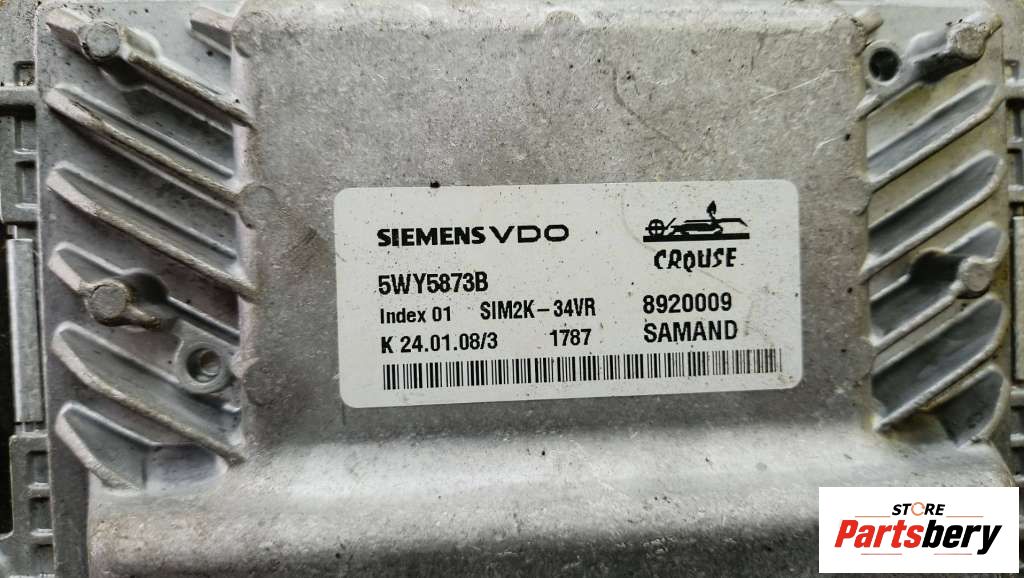 SIEMENS VDO
CROUSE
5WY5873B
Index 01 SIM2K-34VR 8920009
K 24.01.08/3 1787 SAMAND
STORE
Partsbery